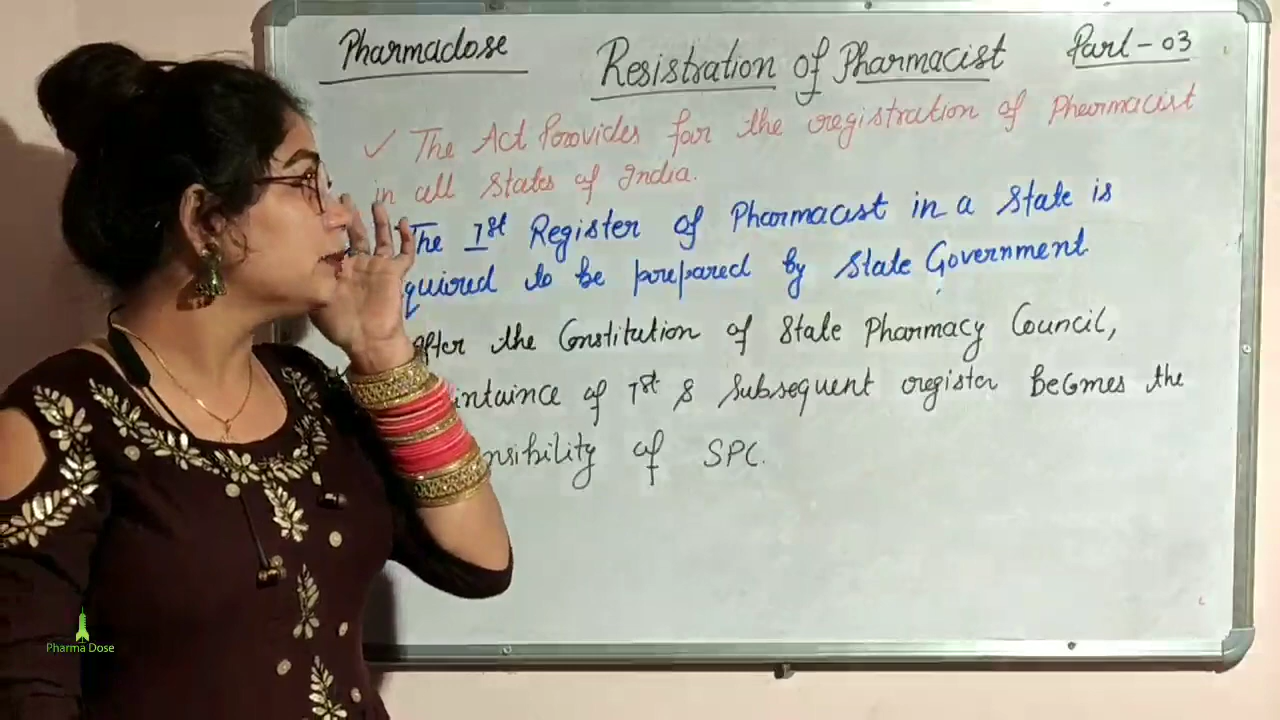 Pharmadose
Resistration of Pharmacist
Part - 03
✓ The Act Provides for the registration of Pharmacist
in all States of India.
The Ist Register of Pharmacist in a State is
quired to be prepared by State Government
after the Constitution of State Pharmacy Council,
intaince of Ist & Subsequent register Becomes the
nsibility of SPC.
Pharma Dose